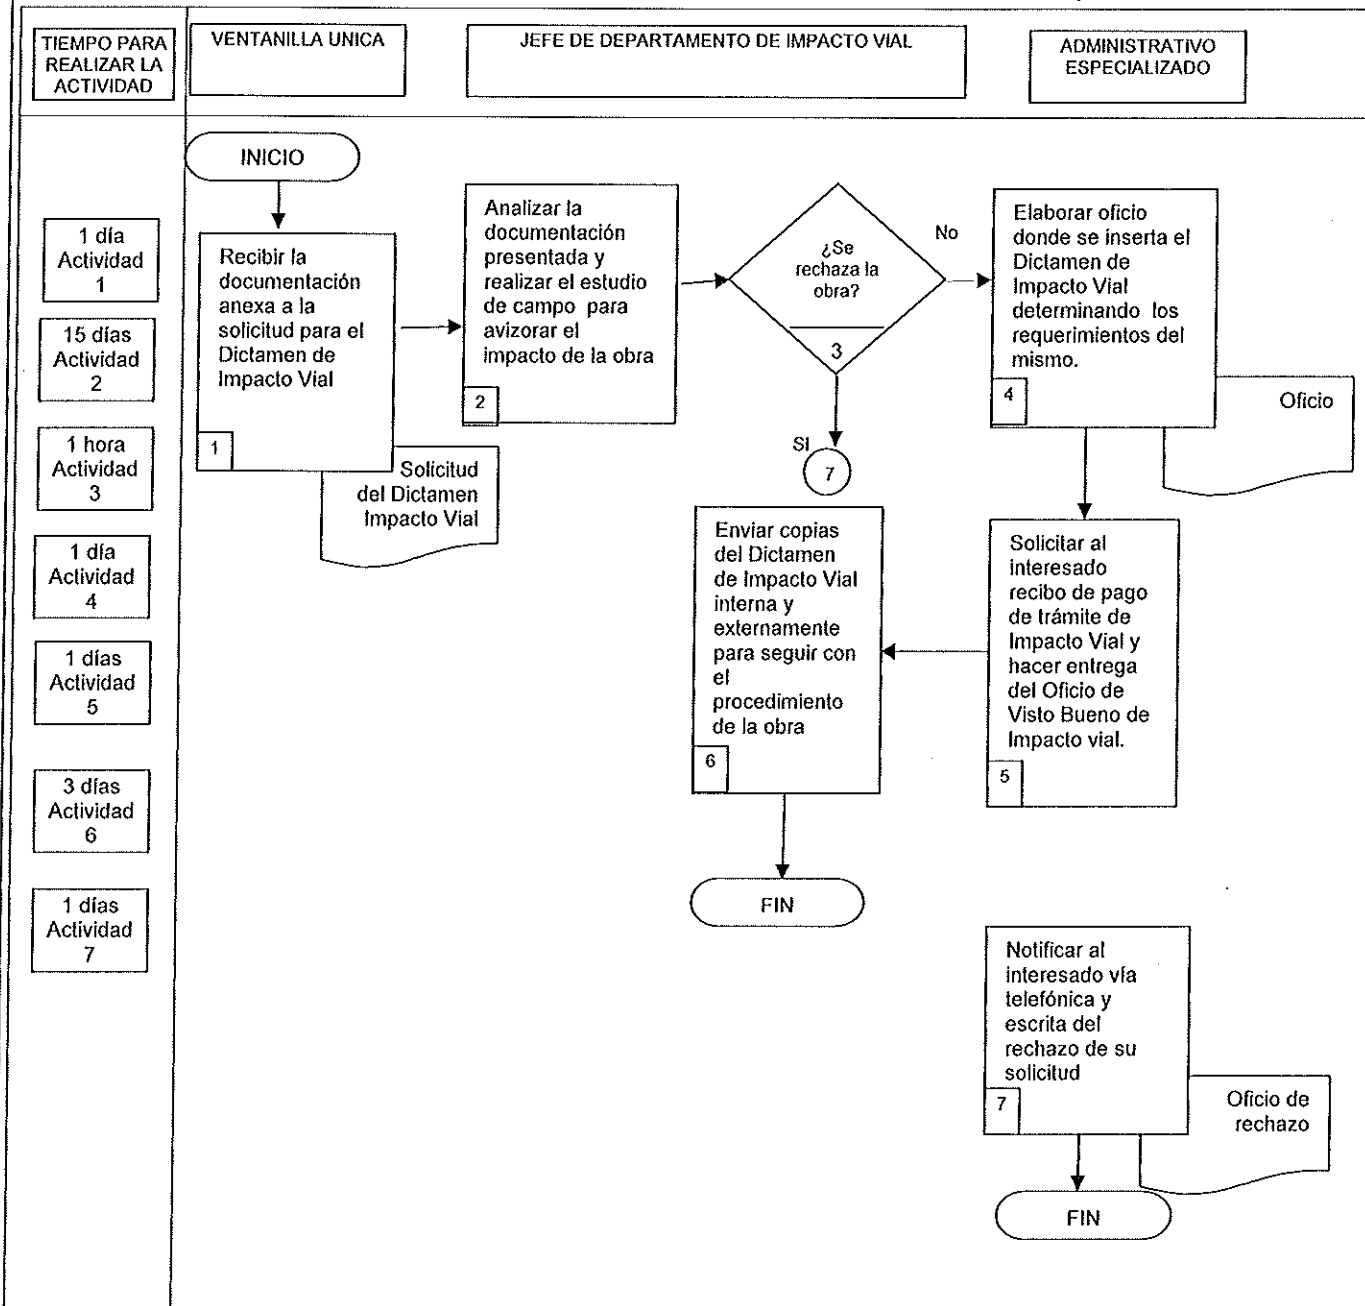 TIEMPO PARA
REALIZAR LA
ACTIVIDAD
VENTANILLA UNICA
JEFE DE DEPARTAMENTO DE IMPACTO VIAL
ADMINISTRATIVO
ESPECIALIZADO
1 día
Actividad
1
15 días
Actividad
2
1 hora
Actividad
3
1 día
Actividad
4
1 días
Actividad
5
3 días
Actividad
6
1 días
Actividad
7
INICIO
Recibir la
documentación
anexa a la
solicitud para el
Dictamen de
Impacto Vial
1
Solicitud
del Dictamen
Impacto Vial
Analizar la
documentación
presentada y
realizar el estudio
de campo para
avizorar el
impacto de la obra
2
¿Se
rechaza la
obra?
3
No
SI
7
Elaborar oficio
donde se inserta el
Dictamen de
Impacto Vial
determinando los
requerimientos del
mismo.
4
Oficio
Solicitar al
interesado
recibo de pago
de trámite de
Impacto Vial y
hacer entrega
del Oficio de
Visto Bueno de
Impacto vial.
5
Enviar copias
del Dictamen
de Impacto Vial
interna y
externamente
para seguir con
el
procedimiento
de la obra
6
FIN
Notificar al
interesado vía
telefónica y
escrita del
rechazo de su
solicitud
7
Oficio de
rechazo
FIN